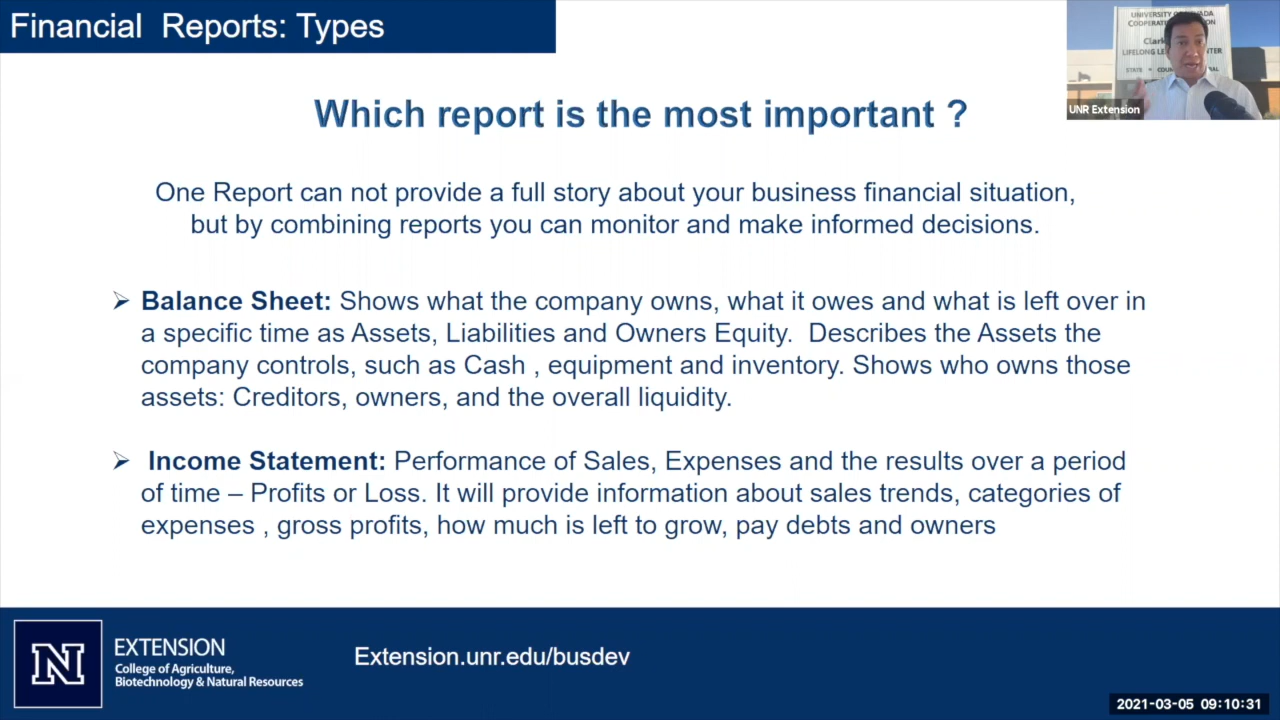 Financial  Reports: Types
UNIVERSITY OF NEVADA
COOPERATIVE EXTENSION
LIFELONG
UNR Extension
Which report is the most important ?
One Report can not provide a full story about your business financial situation,
but by combining reports you can monitor and make informed decisions.
➢ Balance Sheet: Shows what the company owns, what it owes and what is left over in
a specific time as Assets, Liabilities and Owners Equity.  Describes the Assets the
company controls, such as Cash , equipment and inventory. Shows who owns those
assets: Creditors, owners, and the overall liquidity.
➢ Income Statement: Performance of Sales, Expenses and the results over a period
of time – Profits or Loss. It will provide information about sales trends, categories of
expenses , gross profits, how much is left to grow, pay debts and owners
N
EXTENSION
College of Agriculture,
Biotechnology & Natural Resources
Extension.unr.edu/busdev
2021-03-05 09:10:31